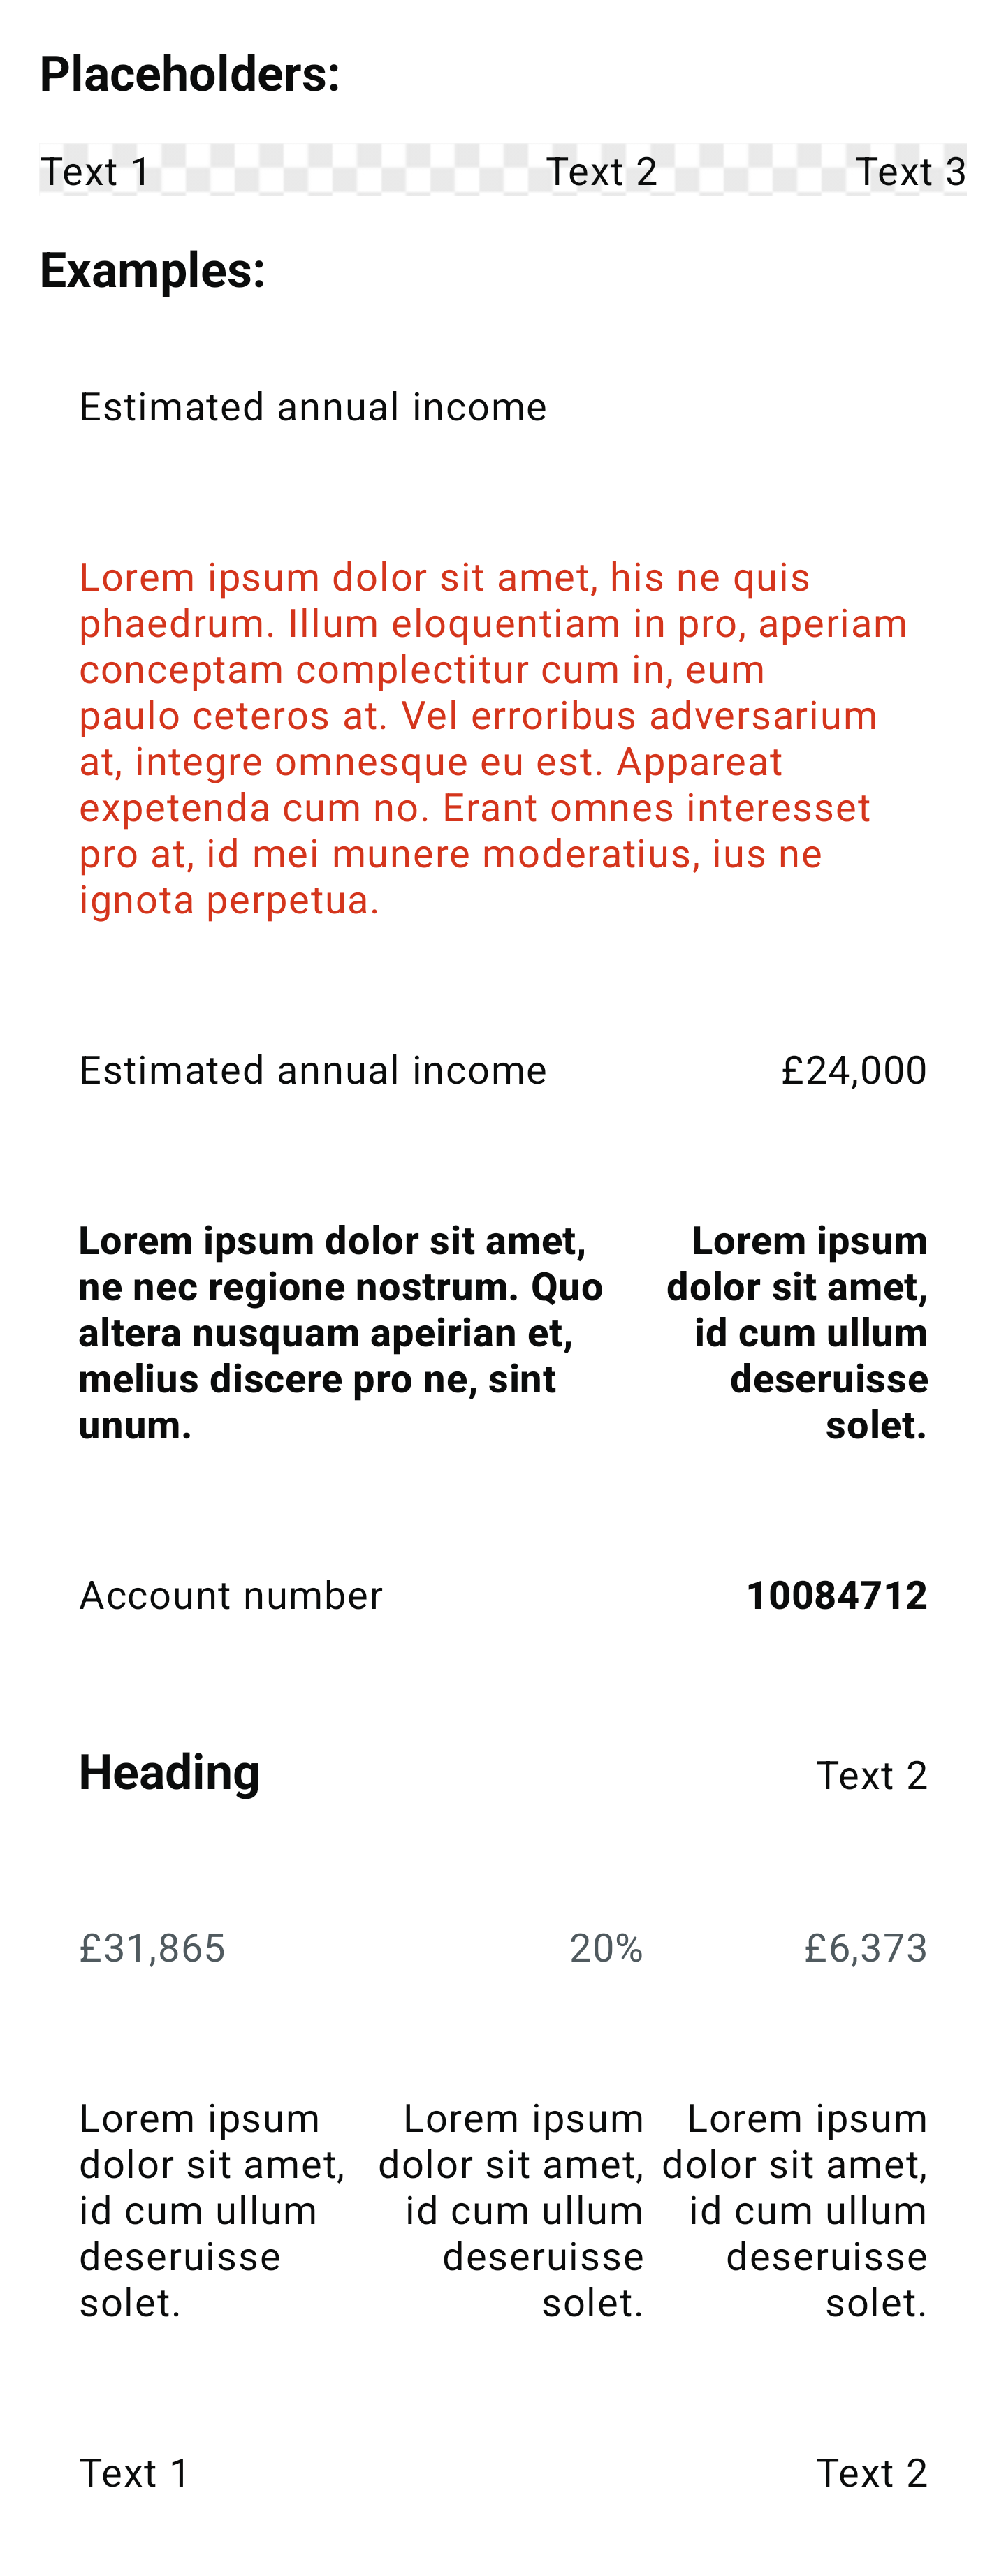 Placeholders:
Text 1 Text 2 Text 3
Examples:
Estimated annual income
Lorem ipsum dolor sit amet, his ne quis
phaedrum. Illum eloquentiam in pro, aperiam
conceptam complectitur cum in, eum
paulo ceteros at. Vel erroribus adversarium
at, integre omnesque eu est. Appareat
expetenda cum no. Erant omnes interesset
pro at, id mei munere moderatius, ius ne
ignota perpetua.
Estimated annual income £24,000
Lorem ipsum dolor sit amet,
ne nec regione nostrum. Quo
altera nusquam apeirian et,
melius discere pro ne, sint
unum.
Lorem ipsum
dolor sit amet,
id cum ullum
deseruisse
solet.
Account number 10084712
Heading Text 2
£31,865 20% £6,373
Lorem ipsum
dolor sit amet,
id cum ullum
deseruisse
solet.
Lorem ipsum
dolor sit amet,
id cum ullum
deseruisse
solet.
Lorem ipsum
dolor sit amet,
id cum ullum
deseruisse
solet.
Text 1 Text 2